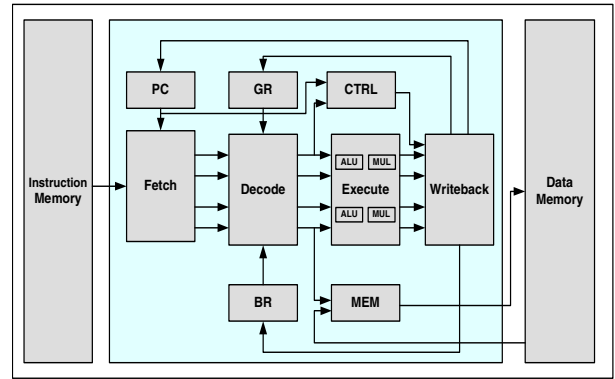 PC
GR
CTRL
Instruction
Memory
Fetch
Decode
ALU
MUL
Execute
ALU
MUL
Writeback
Data
Memory
BR
MEM